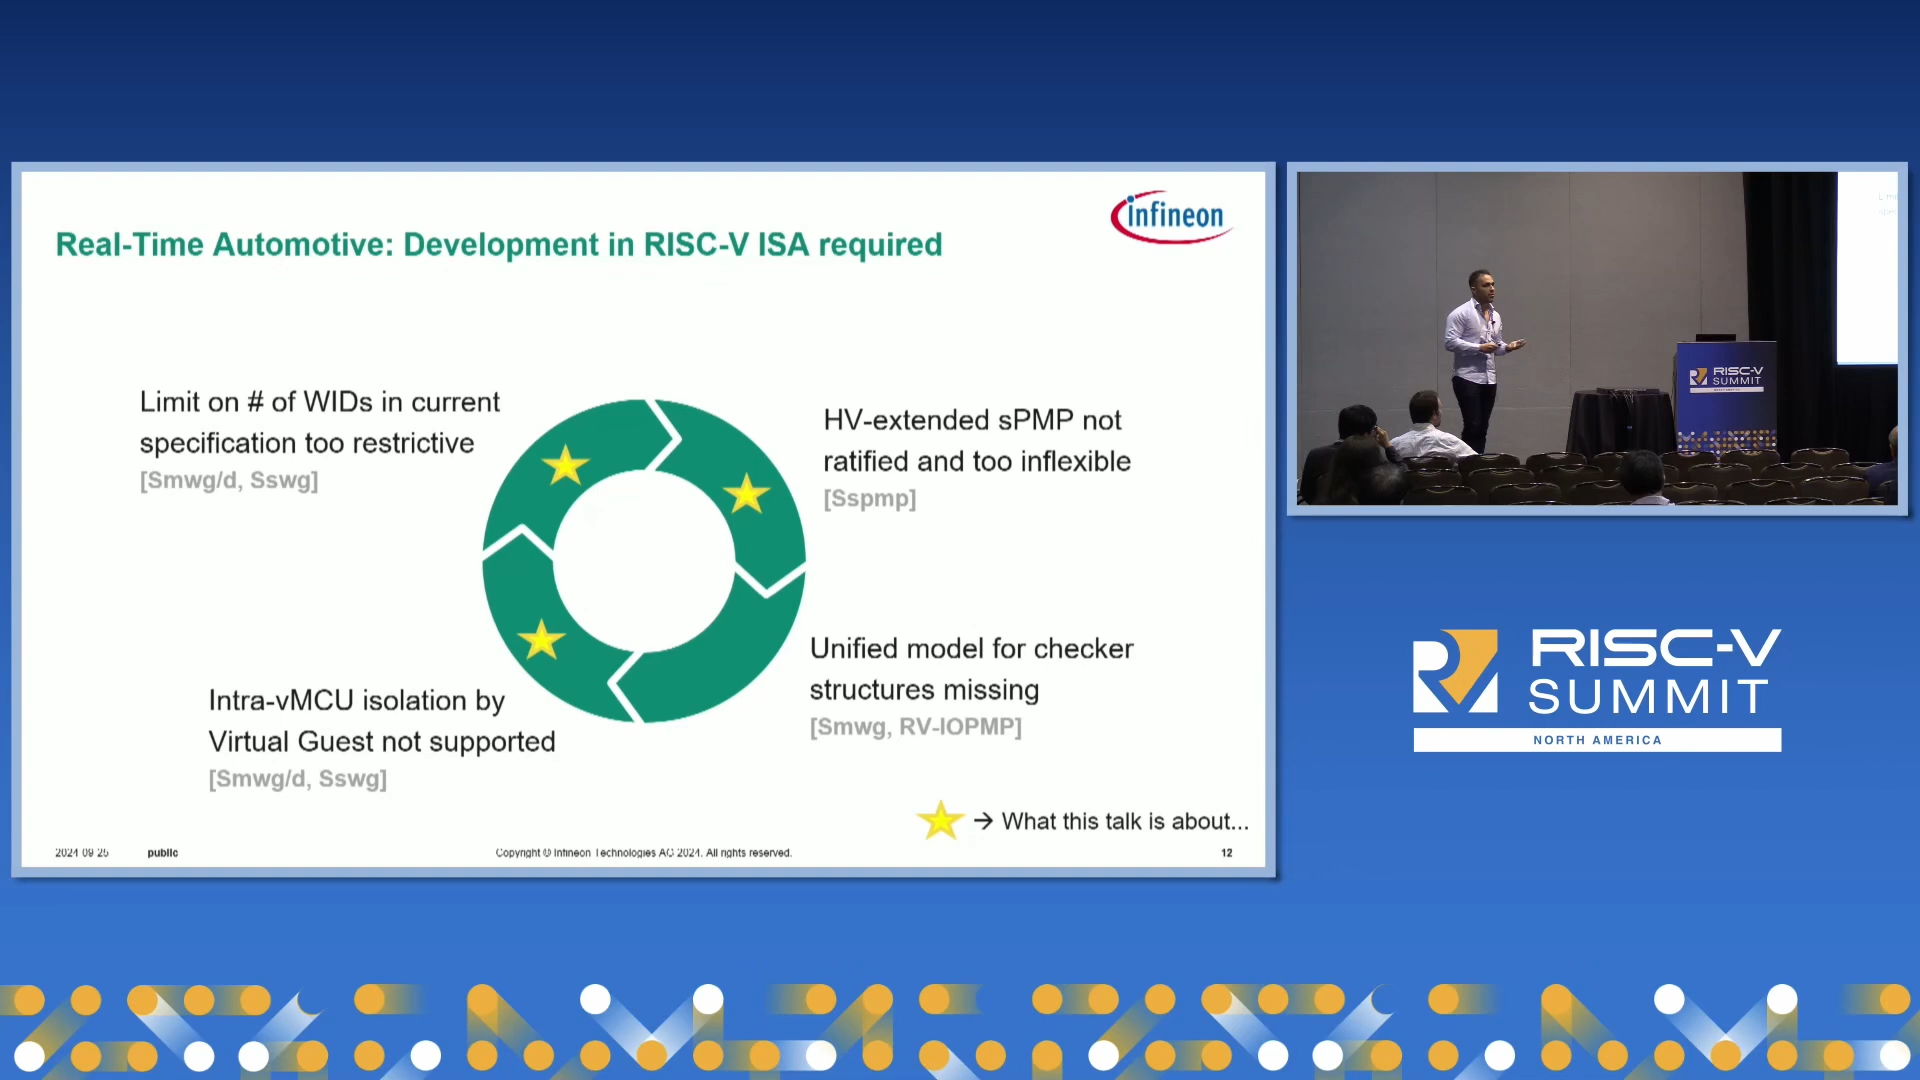 infineon
Real-Time Automotive: Development in RISC-V ISA required
Limit on # of WIDs in current
specification too restrictive
[Smwg/d, Sswg]
HV-extended sPMP not
ratified and too inflexible
[Sspmp]
Unified model for checker
structures missing
[Smwg, RV-IOPMP]
Intra-vMCU isolation by
Virtual Guest not supported
[Smwg/d, Sswg]
→ What this talk is about...
2024-09-25
public
Copyright © Infineon Technologies AG 2024. All rights reserved.
12
RISC-V
SUMMIT
RISC-V
SUMMIT
NORTH AMERICA